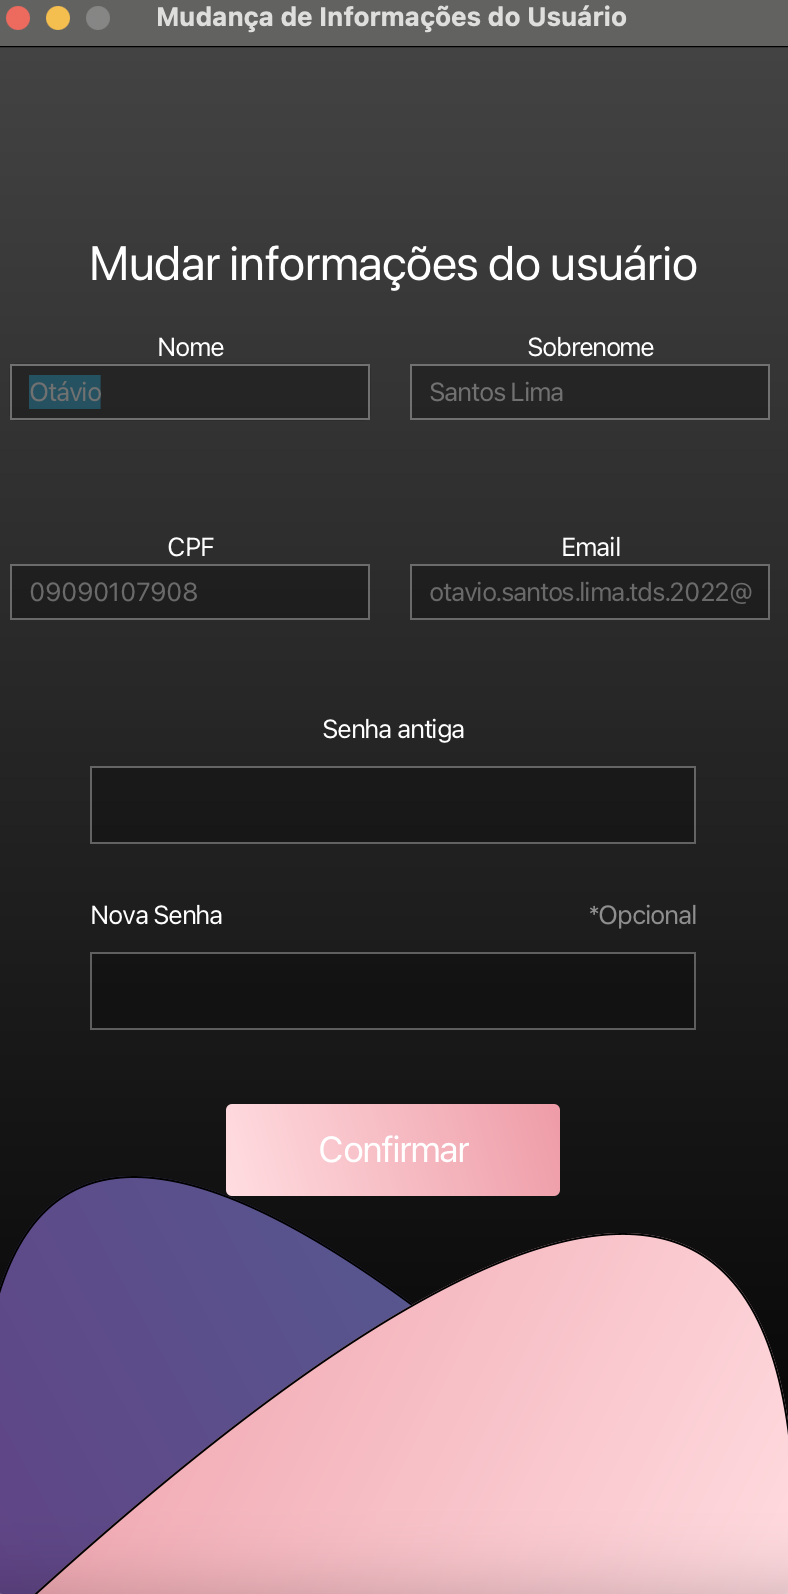 Mudança de Informações do Usuário
Mudar informações do usuário
Nome
Sobrenome
Otávio
Santos Lima
CPF
Email
09090107908
otavio.santos.lima.tds.2022@
Senha antiga
Nova Senha
*Opcional
Confirmar